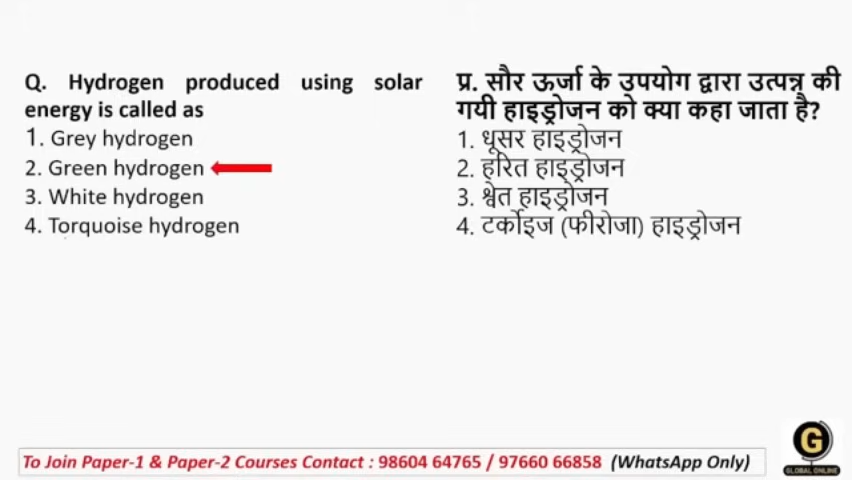 Q. Hydrogen produced using solar
energy is called as
1. Grey hydrogen
2. Green hydrogen
3. White hydrogen
4. Torquoise hydrogen
प्र. सौर ऊर्जा के उपयोग द्वारा उत्पन्न की
गयी हाइड्रोजन को क्या कहा जाता है?
1. धूसर हाइड्रोजन
2. हरित हाइड्रोजन
3. श्वेत हाइड्रोजन
4. टर्कोइज (फीरोजा) हाइड्रोजन
G
GLOBAL ONLINE
To Join Paper-1 & Paper-2 Courses Contact : 98604 64765 / 97660 66858 (WhatsApp Only)